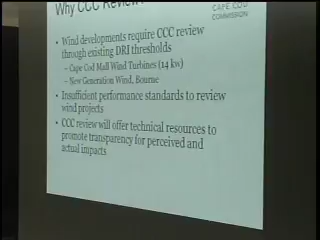 Why CCC Review
CAPE COD
COMMISSION
• Wind developments require CCC review
through existing DRI thresholds
– Cape Cod Mall Wind Turbines (14 kw)
– New Generation Wind, Bourne
• Insufficient performance standards to review
wind projects
• CCC review will offer technical resources to
promote transparency for perceived and
actual impacts